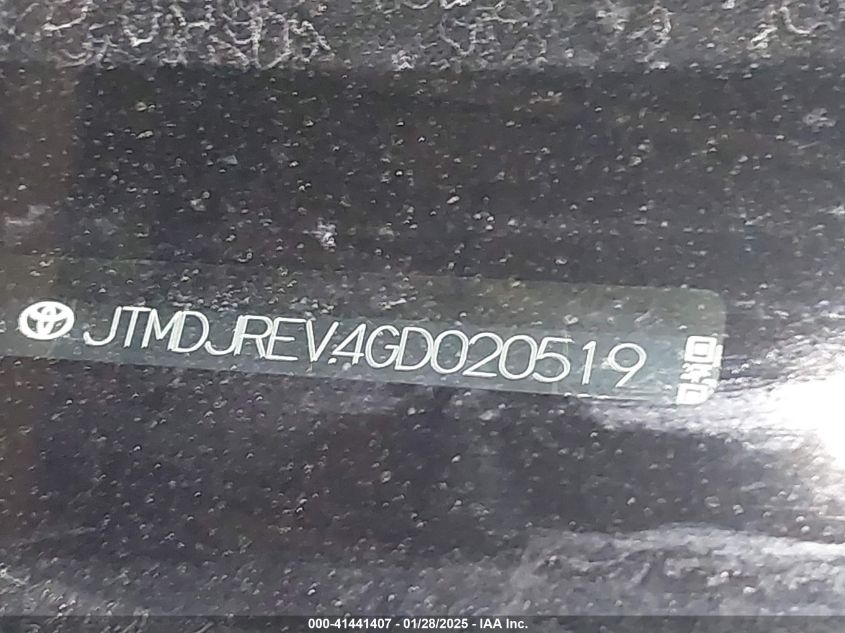 JTMDJREV4GD020519
000-41441407 - 01/28/2025 - IAA Inc.